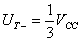 U_{T-} = \frac{1}{3} V_{CC}